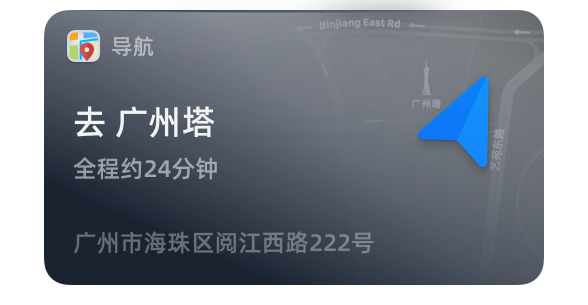 Binjiang East Rd
导航
广州塔
去 广州塔
艺苑东路
全程约24分钟
广州市海珠区阅江西路222号